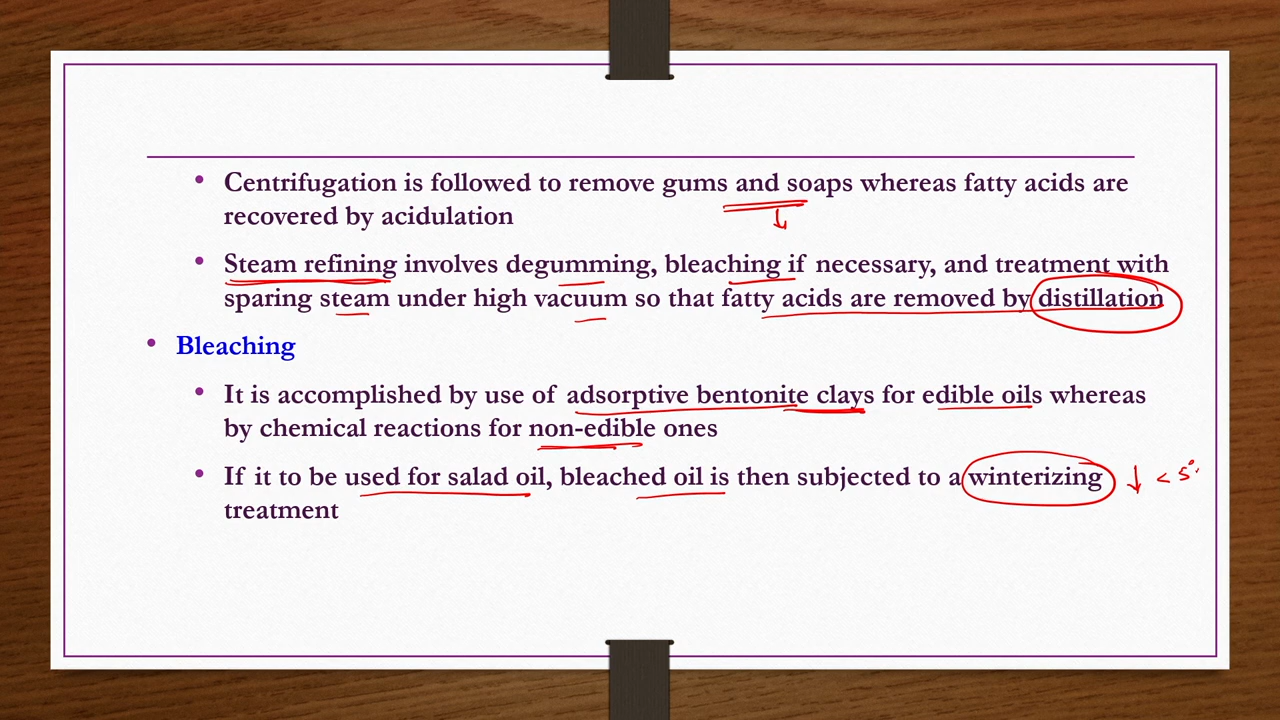 • Centrifugation is followed to remove gums and soaps whereas fatty acids are
recovered by acidulation
• Steam refining involves degumming, bleaching if necessary, and treatment with
sparing steam under high vacuum so that fatty acids are removed by distillation
• Bleaching
• It is accomplished by use of adsorptive bentonite clays for edible oils whereas
by chemical reactions for non-edible ones
• If it to be used for salad oil, bleached oil is then subjected to a winterizing ↓ < 5°
treatment